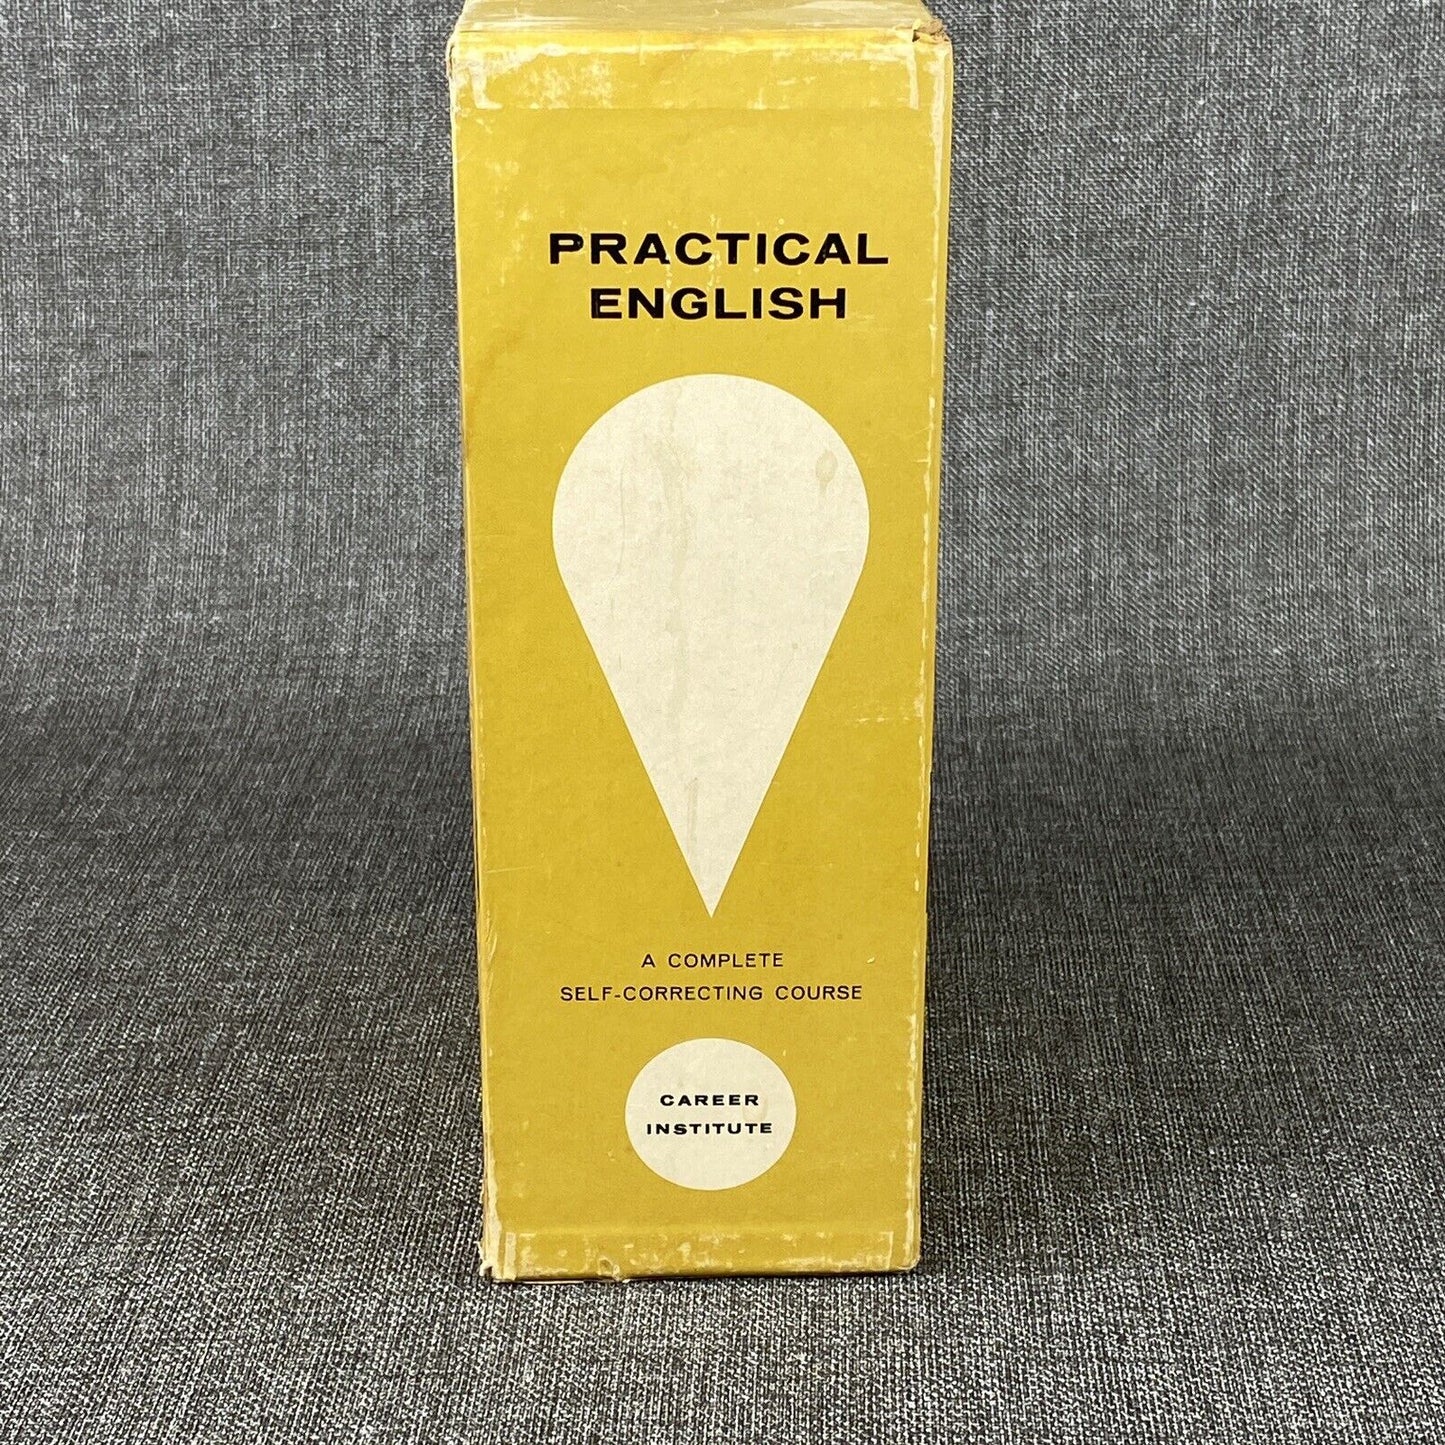 PRACTICAL
ENGLISH
A COMPLETE
SELF-CORRECTING COURSE
CAREER
INSTITUTE